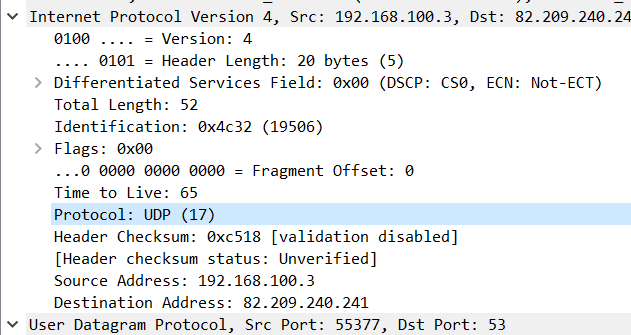 Internet Protocol Version 4, Src: 192.168.100.3, Dst: 82.209.240.24
0100 .... = Version: 4
.... 0101 = Header Length: 20 bytes (5)
Differentiated Services Field: 0x00 (DSCP: CS0, ECN: Not-ECT)
Total Length: 52
Identification: 0x4c32 (19506)
Flags: 0x00
...0 0000 0000 0000 = Fragment Offset: 0
Time to Live: 65
Protocol: UDP (17)
Header Checksum: 0xc518 [validation disabled]
[Header checksum status: Unverified]
Source Address: 192.168.100.3
Destination Address: 82.209.240.241
User Datagram Protocol, Src Port: 55377, Dst Port: 53